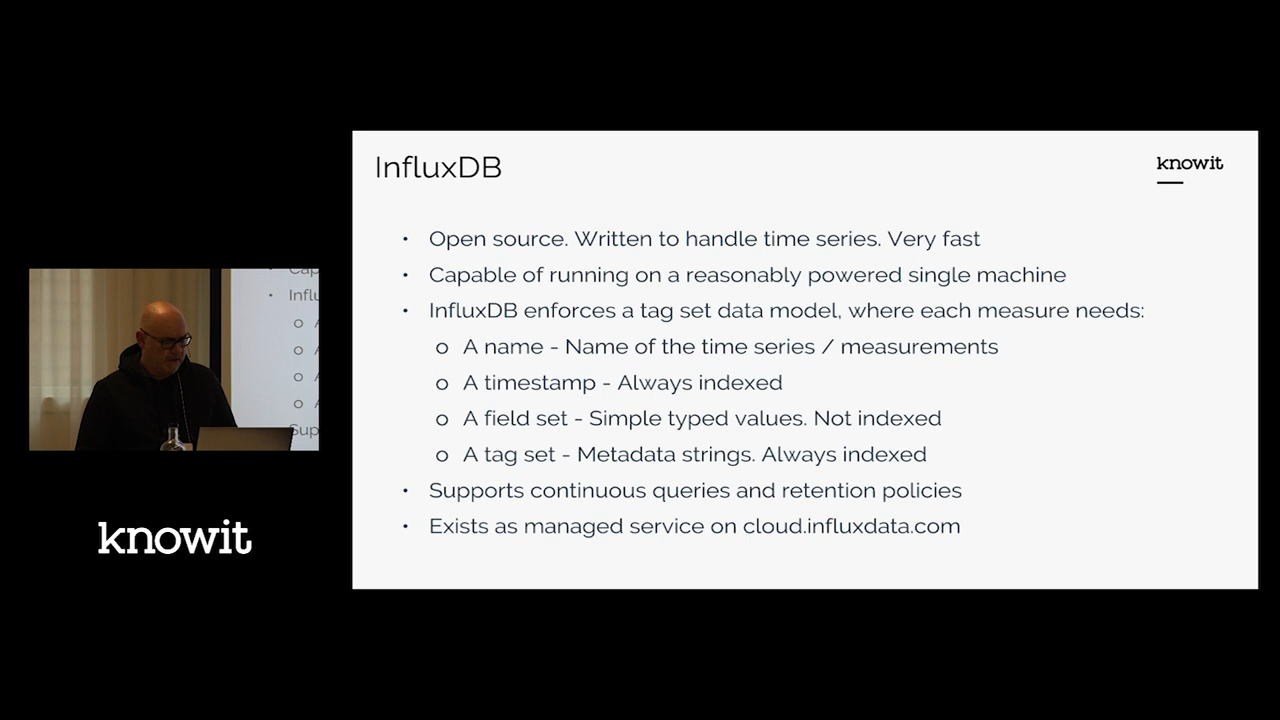 InfluxDB
knowit
• Open source. Written to handle time series. Very fast
• Capable of running on a reasonably powered single machine
• InfluxDB enforces a tag set data model, where each measure needs:
o A name - Name of the time series / measurements
o A timestamp - Always indexed
o A field set - Simple typed values. Not indexed
o A tag set - Metadata strings. Always indexed
• Supports continuous queries and retention policies
• Exists as managed service on cloud.influxdata.com
knowit